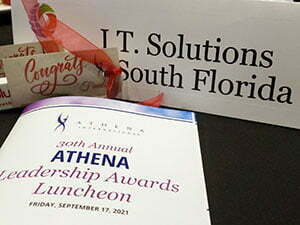 I.T. Solutions
South Florida
Congrats
ATHENA
INTERNATIONAL
30th Annual
ATHENA
Leadership Awards
Luncheon
FRIDAY, SEPTEMBER 17, 2021